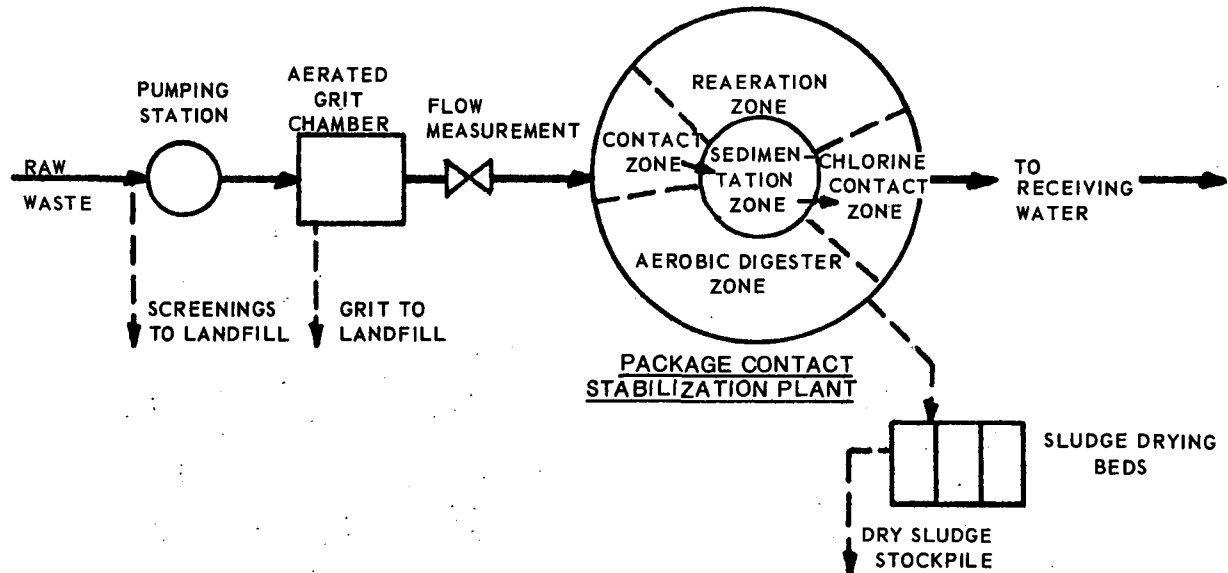 RAW
WASTE
PUMPING
STATION
AERATED
GRIT
CHAMBER
FLOW
MEASUREMENT
SCREENINGS
TO LANDFILL
GRIT TO
LANDFILL
REAERATION
ZONE
CONTACT
ZONE
SEDIMEN-
TATION
ZONE
CHLORINE
CONTACT
ZONE
AEROBIC DIGESTER
ZONE
TO
RECEIVING
WATER
PACKAGE CONTACT
STABILIZATION PLANT
SLUDGE DRYING
BEDS
DRY SLUDGE
STOCKPILE